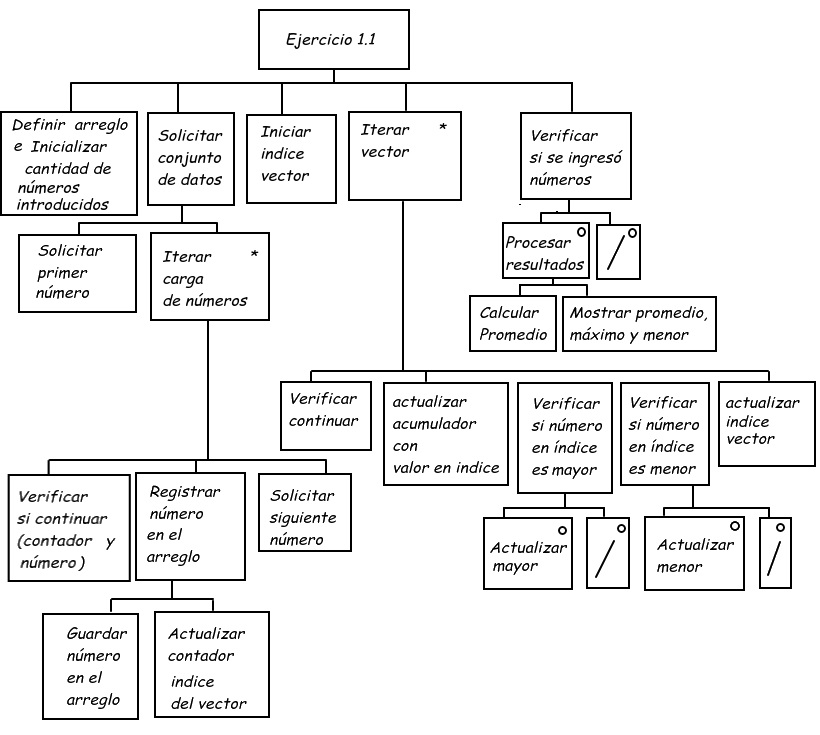 Ejercicio 1.1
Definir arreglo
e Inicializar
cantidad de
números
introducidos
Solicitar
conjunto
de datos
Iniciar
indice
vector
Iterar *
vector
Verificar
si se ingresó
números
Solicitar
primer
número
Iterar *
carga
de números
Procesar
resultados
Calcular
Promedio
Mostrar promedio,
máximo y menor
Verificar
continuar
actualizar
acumulador
con
valor en indice
Verificar
si número
en índice
es mayor
Verificar
si número
en índice
es menor
actualizar
indice
vector
Verificar
si continuar
(contador y
número)
Registrar
número
en el
arreglo
Solicitar
siguiente
número
Actualizar
mayor
Actualizar
menor
Guardar
número
en el
arreglo
Actualizar
contador
indice
del vector